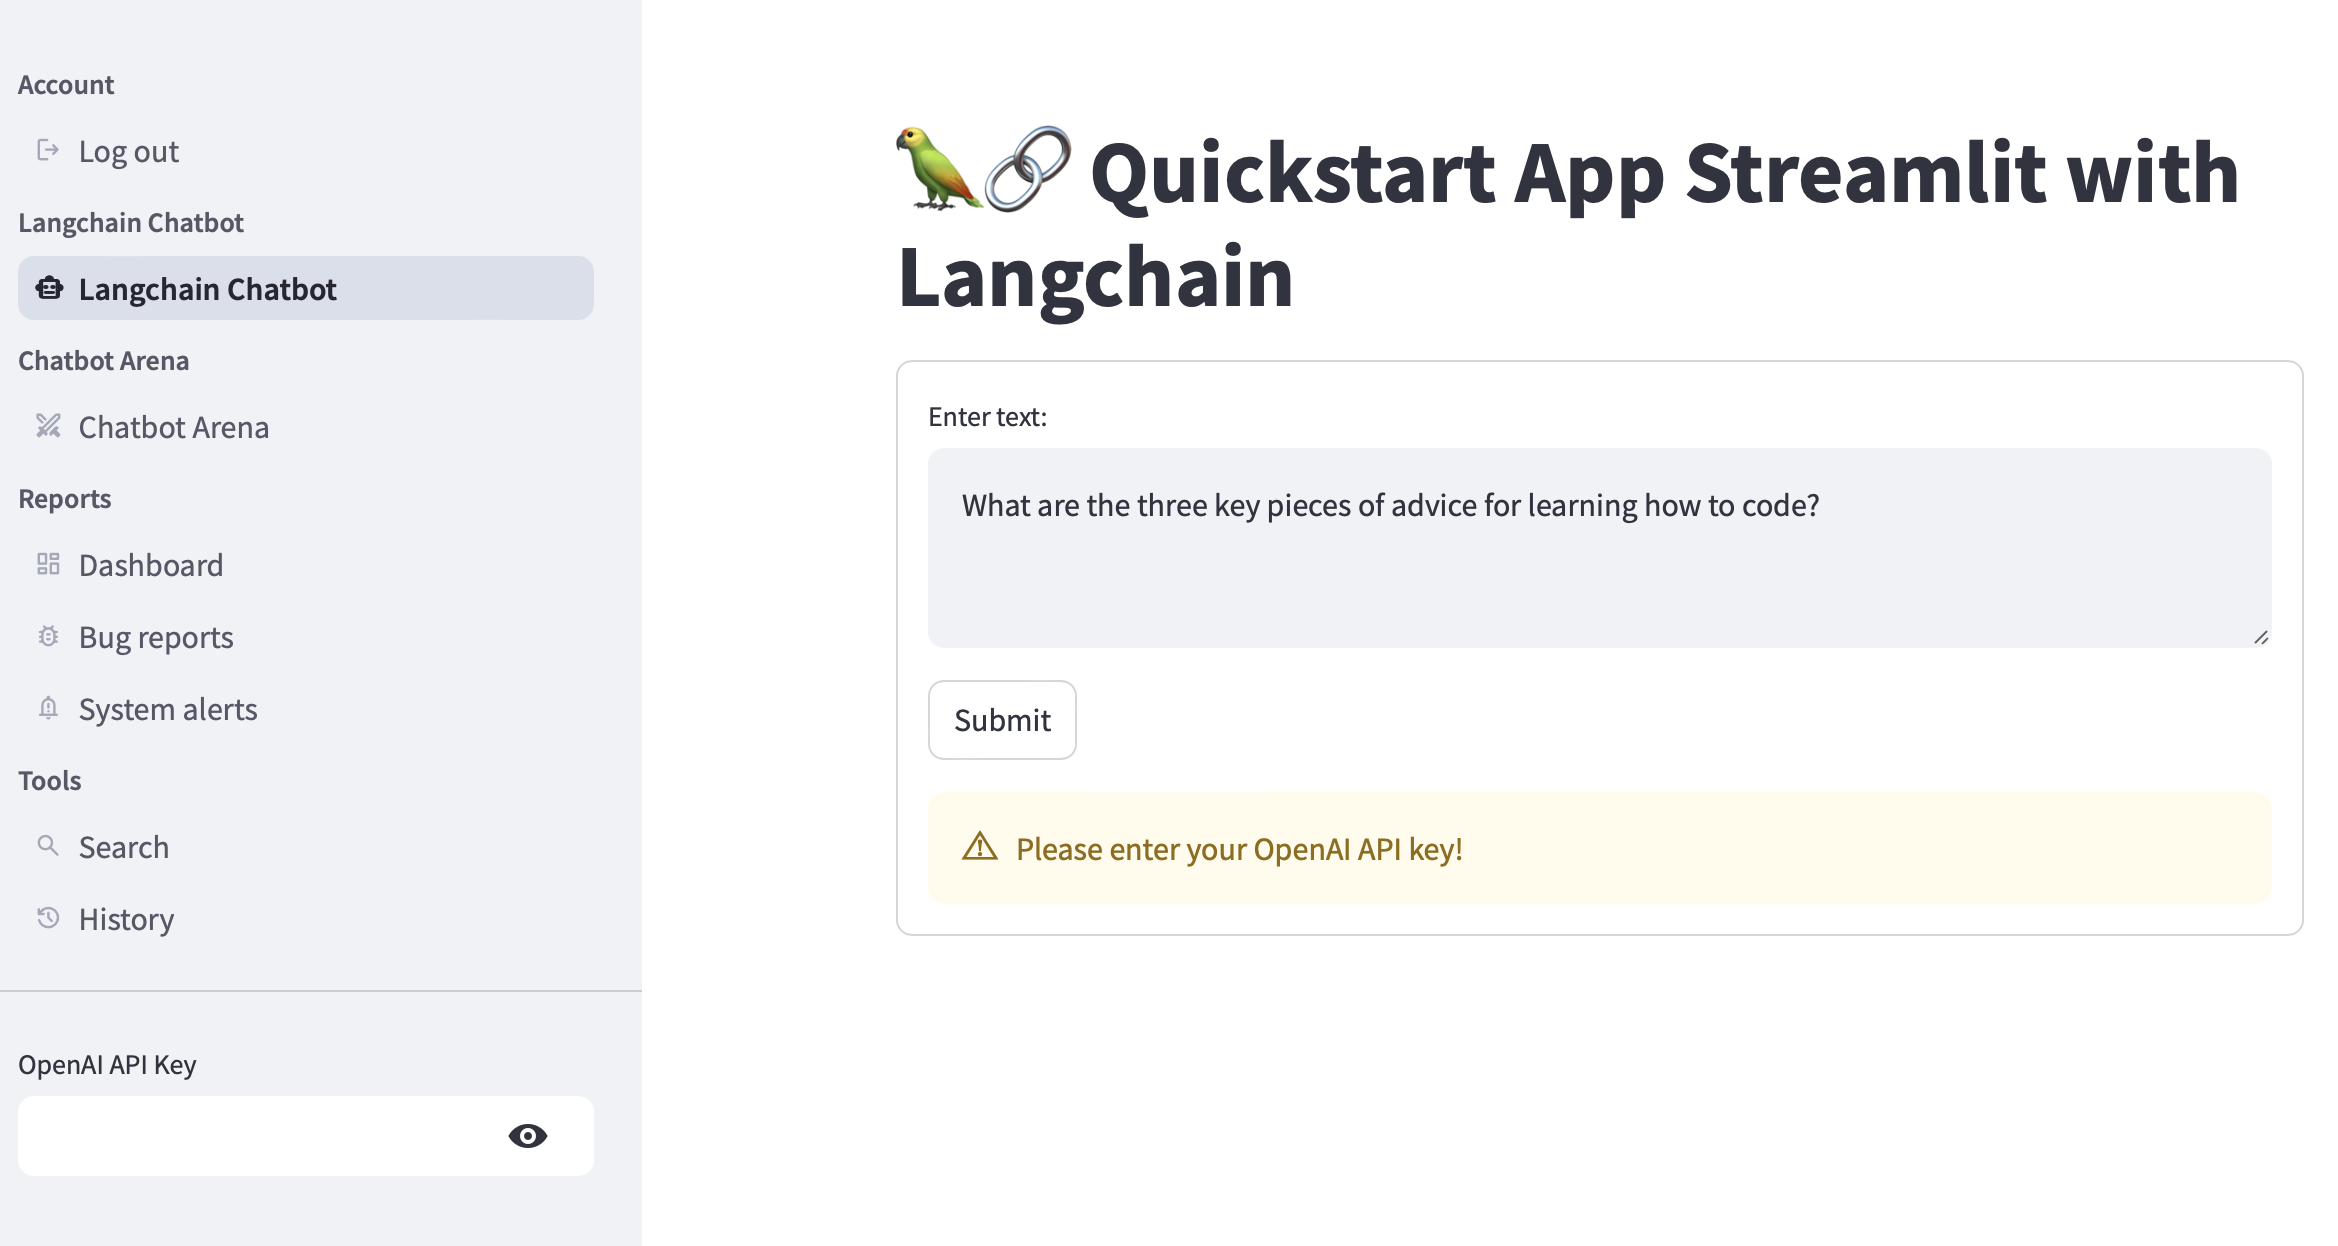 Account
Log out
Langchain Chatbot
Langchain Chatbot
Chatbot Arena
Chatbot Arena
Reports
Dashboard
Bug reports
System alerts
Tools
Search
History
OpenAI API Key
🦜🔗 Quickstart App Streamlit with
Langchain
Enter text:
What are the three key pieces of advice for learning how to code?
Submit
Please enter your OpenAI API key!